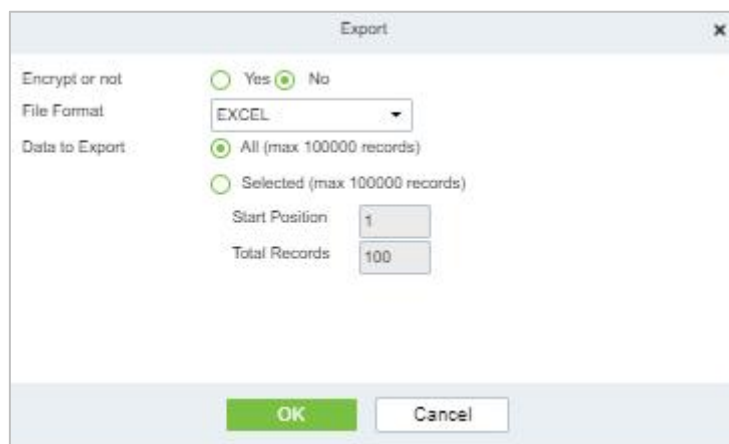 Export
Encrypt or not Yes No
File Format EXCEL
Data to Export All (max 100000 records)
Selected (max 100000 records)
Start Position 1
Total Records 100
OK Cancel